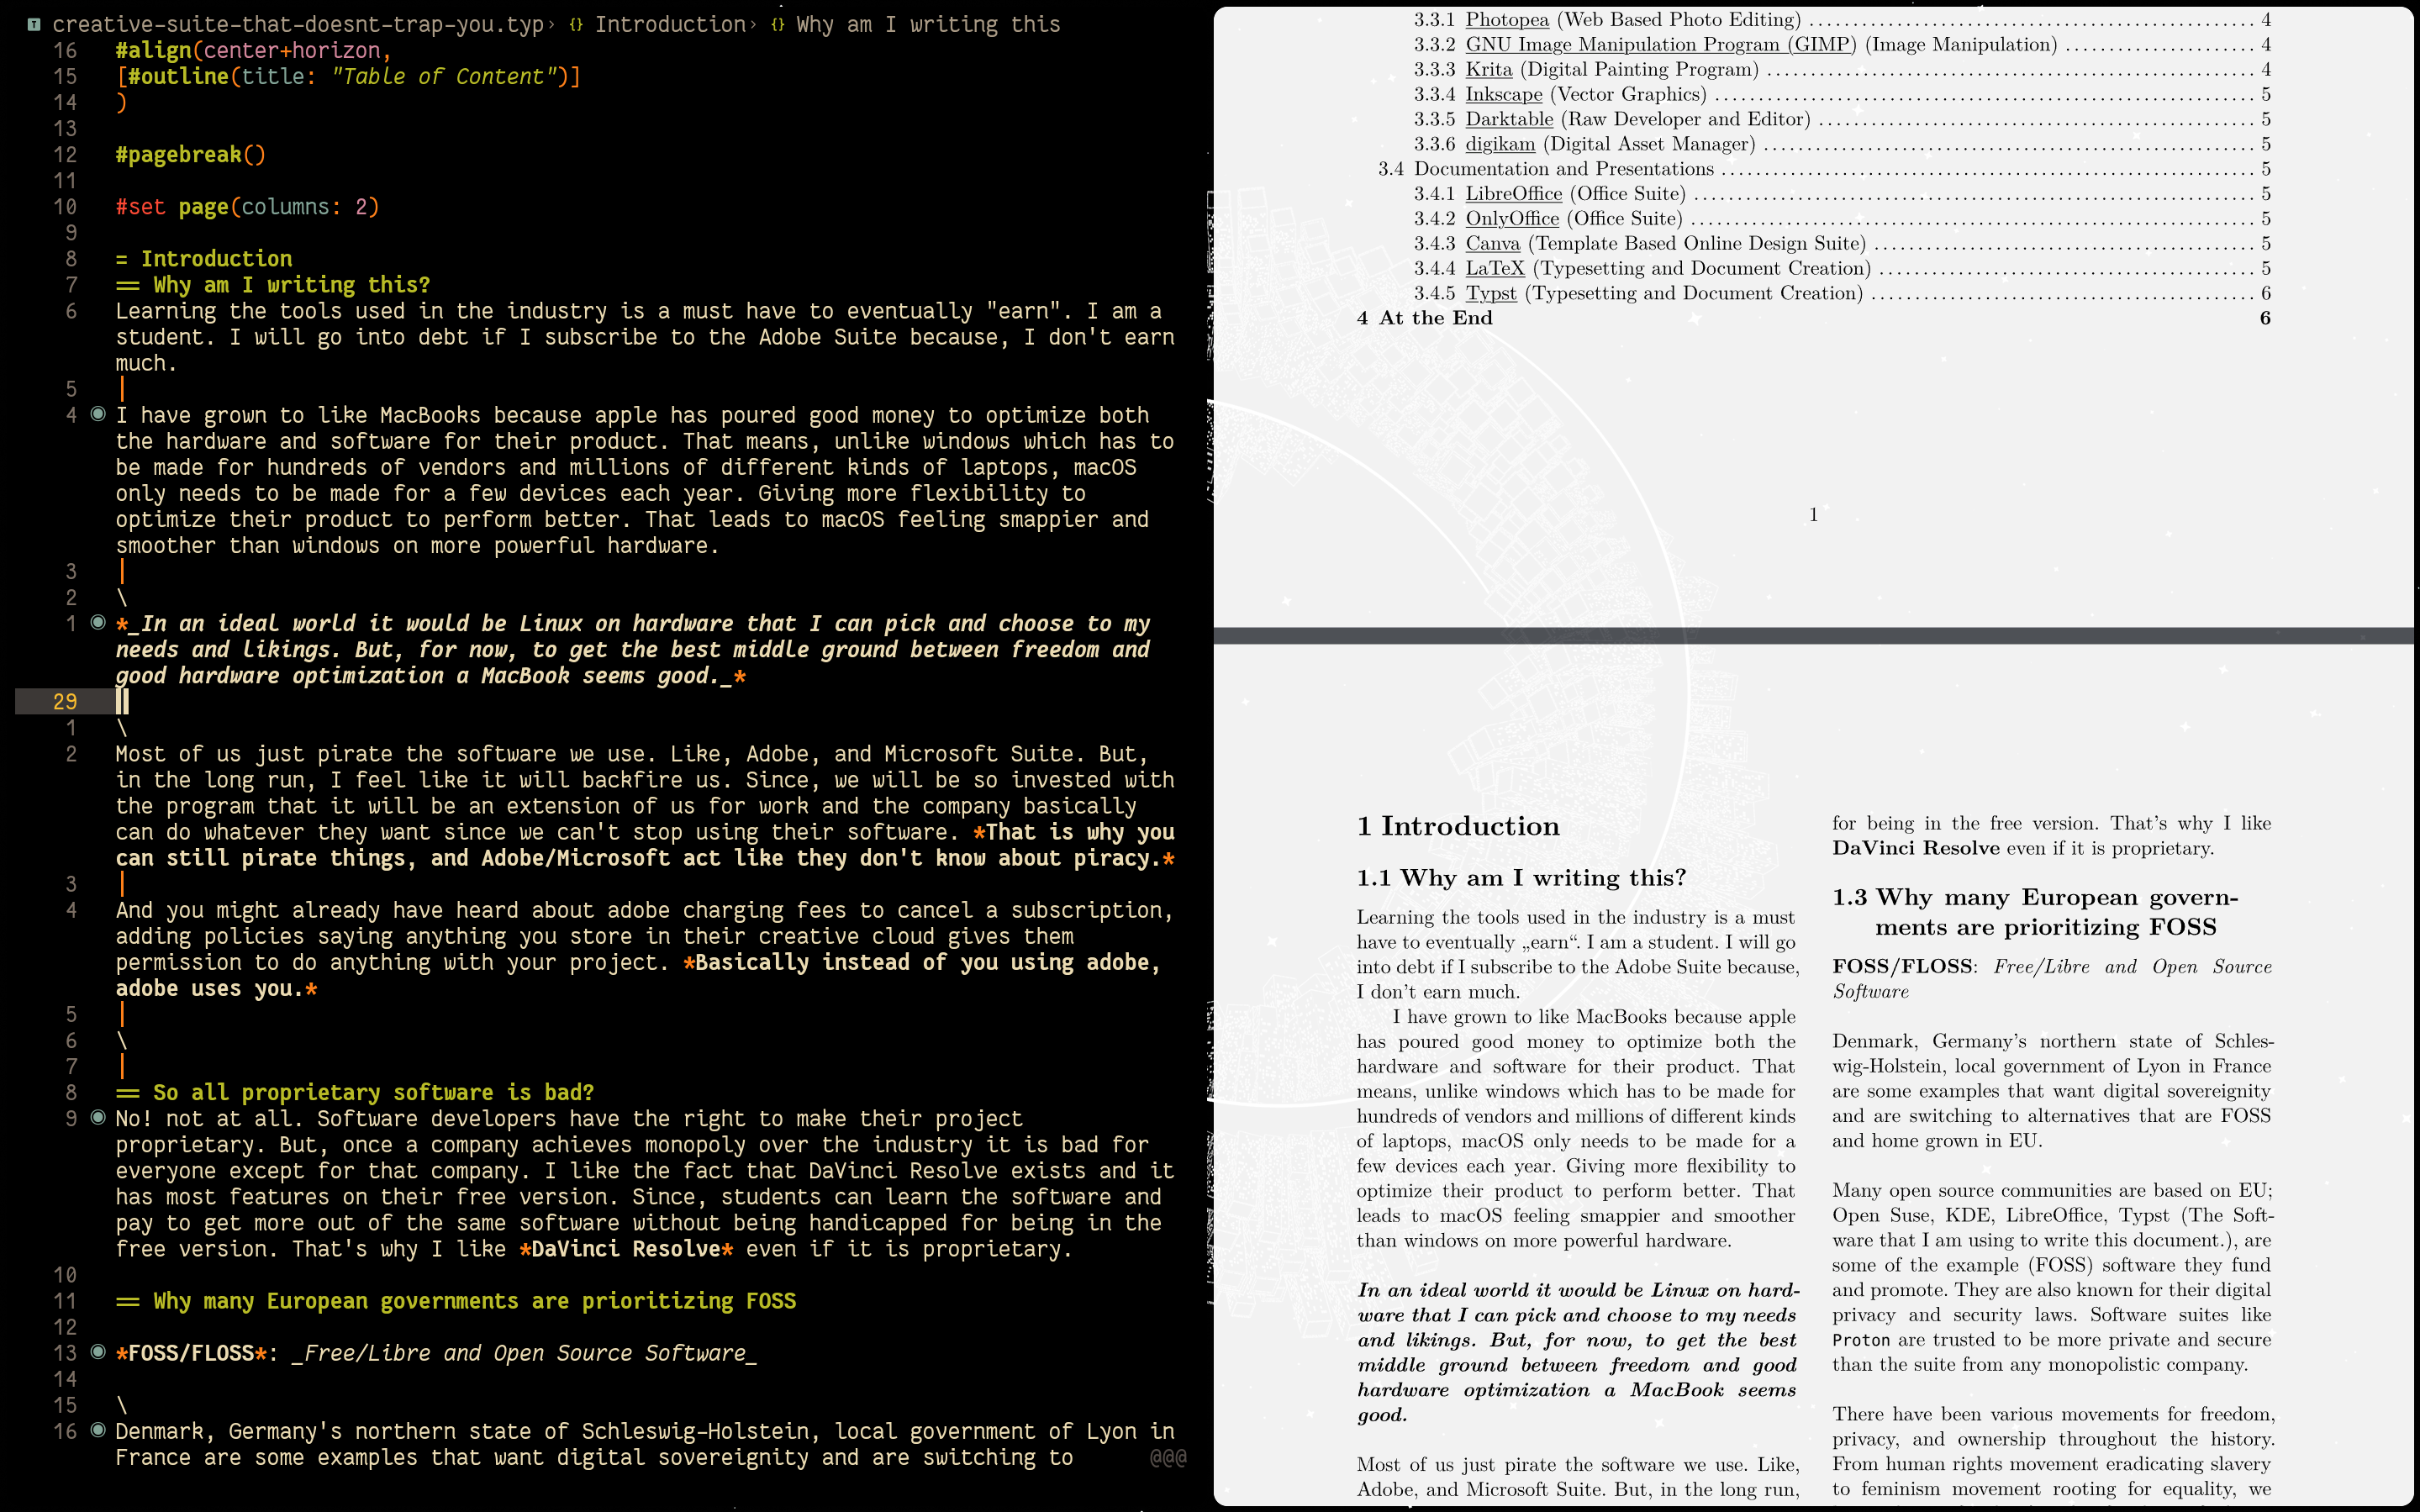 creative-suite-that-doesnt-trap-you.typ› {} Introduction› {} Why am I writing this
16 #align(center+horizon,
15 [#outline(title: "Table of Content")]
14 )
13
12 #pagebreak()
11
10 #set page(columns: 2)
9
8 = Introduction
7 == Why am I writing this?
6 Learning the tools used in the industry is a must have to eventually "earn". I am a
student. I will go into debt if I subscribe to the Adobe Suite because, I don't earn
much.
5
4 I have grown to like MacBooks because apple has poured good money to optimize both
the hardware and software for their product. That means, unlike windows which has to
be made for hundreds of vendors and millions of different kinds of laptops, macOS
only needs to be made for a few devices each year. Giving more flexibility to
optimize their product to perform better. That leads to macOS feeling smappier and
smoother than windows on more powerful hardware.
3
2 \
1 *_In an ideal world it would be Linux on hardware that I can pick and choose to my
needs and likings. But, for now, to get the best middle ground between freedom and
good hardware optimization a MacBook seems good._*
29
1 \
2 Most of us just pirate the software we use. Like, Adobe, and Microsoft Suite. But,
in the long run, I feel like it will backfire us. Since, we will be so invested with
the program that it will be an extension of us for work and the company basically
can do whatever they want since we can't stop using their software. *That is why you
can still pirate things, and Adobe/Microsoft act like they don't know about piracy.*
3
4 And you might already have heard about adobe charging fees to cancel a subscription,
adding policies saying anything you store in their creative cloud gives them
permission to do anything with your project. *Basically instead of you using adobe,
adobe uses you.*
5
6 \
7
8 == So all proprietary software is bad?
9 No! not at all. Software developers have the right to make their project
proprietary. But, once a company achieves monopoly over the industry it is bad for
everyone except for that company. I like the fact that DaVinci Resolve exists and it
has most features on their free version. Since, students can learn the software and
pay to get more out of the same software without being handicapped for being in the
free version. That's why I like *DaVinci Resolve* even if it is proprietary.
10
11 == Why many European governments are prioritizing FOSS
12
13 *FOSS/FLOSS*: _Free/Libre and Open Source Software_
14
15 \
16 Denmark, Germany's northern state of Schleswig-Holstein, local government of Lyon in
France are some examples that want digital sovereignity and are switching to @@@
3.3.1 Photopea (Web Based Photo Editing) 4
3.3.2 GNU Image Manipulation Program (GIMP) (Image Manipulation) 4
3.3.3 Krita (Digital Painting Program) 4
3.3.4 Inkscape (Vector Graphics) 5
3.3.5 Darktable (Raw Developer and Editor) 5
3.3.6 digikam (Digital Asset Manager) 5
3.4 Documentation and Presentations 5
3.4.1 LibreOffice (Office Suite) 5
3.4.2 OnlyOffice (Office Suite) 5
3.4.3 Canva (Template Based Online Design Suite) 5
3.4.4 LaTeX (Typesetting and Document Creation) 5
3.4.5 Typst (Typesetting and Document Creation) 6
4 At the End 6
1
1 Introduction
1.1 Why am I writing this?
Learning the tools used in the industry is a must
have to eventually „earn“. I am a student. I will go
into debt if I subscribe to the Adobe Suite because,
I don't earn much.
I have grown to like MacBooks because apple
has poured good money to optimize both the
hardware and software for their product. That
means, unlike windows which has to be made for
hundreds of vendors and millions of different kinds
of laptops, macOS only needs to be made for a
few devices each year. Giving more flexibility to
optimize their product to perform better. That
leads to macOS feeling smappier and smoother
than windows on more powerful hardware.
In an ideal world it would be Linux on hard-
ware that I can pick and choose to my needs
and likings. But, for now, to get the best
middle ground between freedom and good
hardware optimization a MacBook seems
good.
Most of us just pirate the software we use. Like,
Adobe, and Microsoft Suite. But, in the long run,
for being in the free version. That's why I like
DaVinci Resolve even if it is proprietary.
1.3 Why many European govern-
ments are prioritizing FOSS
FOSS/FLOSS: Free/Libre and Open Source
Software
Denmark, Germany's northern state of Schles-
wig-Holstein, local government of Lyon in France
are some examples that want digital sovereignity
and are switching to alternatives that are FOSS
and home grown in EU.
Many open source communities are based on EU;
Open Suse, KDE, LibreOffice, Typst (The Soft-
ware that I am using to write this document.), are
some of the example (FOSS) software they fund
and promote. They are also known for their digital
privacy and security laws. Software suites like
Proton are trusted to be more private and secure
than the suite from any monopolistic company.
There have been various movements for freedom,
privacy, and ownership throughout the history.
From human rights movement eradicating slavery
to feminism movement rooting for equality, we